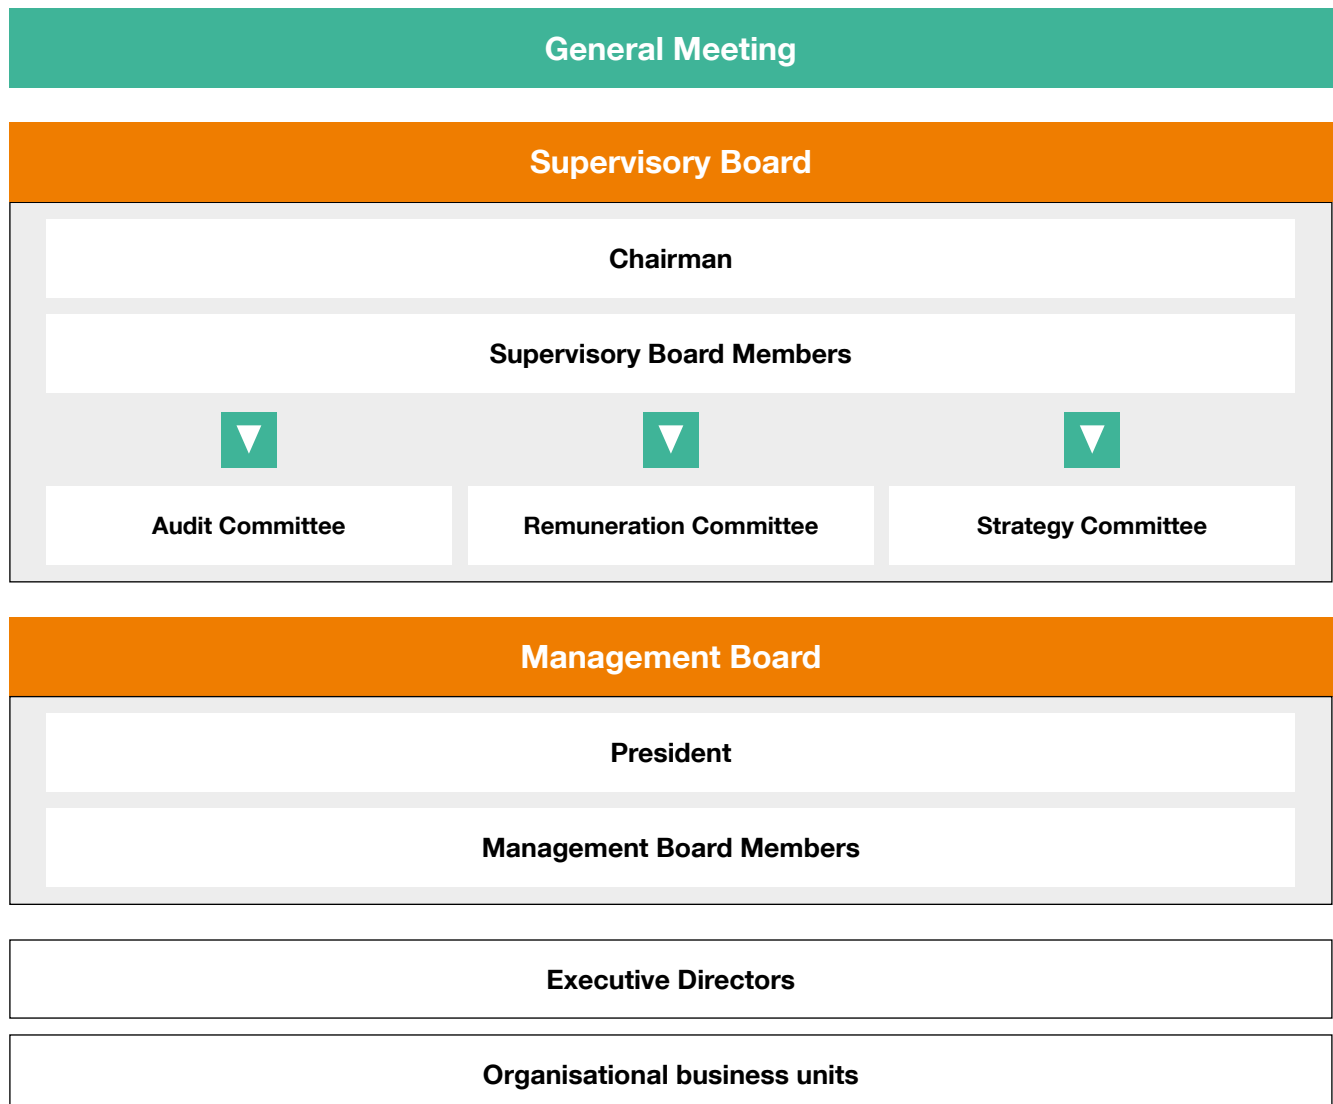 General Meeting
Supervisory Board
Chairman
Supervisory Board Members
Audit Committee
Remuneration Committee
Strategy Committee
Management Board
President
Management Board Members
Executive Directors
Organisational business units